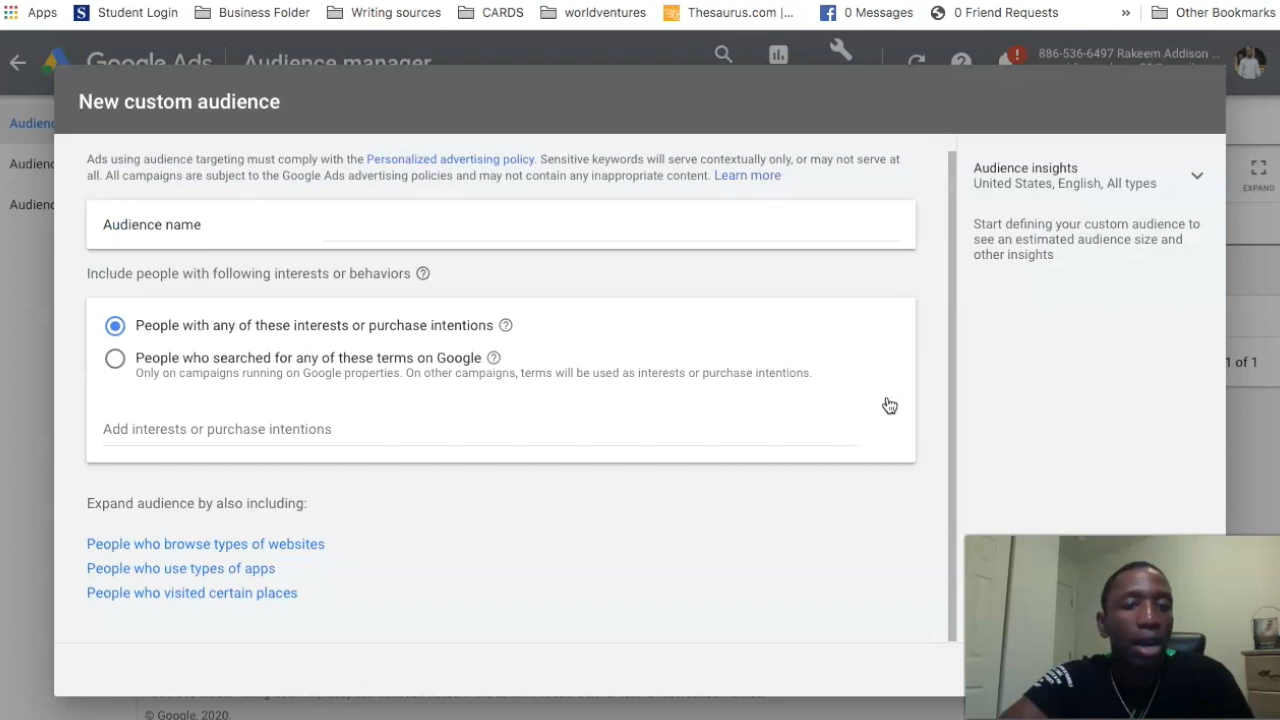 Apps Student Login Business Folder Writing sources CARDS worldventures Thesaurus.com |... 0 Messages 0 Friend Requests » Other Bookmarks
Google Ads Audience manager 886-536-6497 Rakeem Addison ...
New custom audience
Audien
Audienc
Audienc
Ads using audience targeting must comply with the Personalized advertising policy. Sensitive keywords will serve contextually only, or may not serve at
all. All campaigns are subject to the Google Ads advertising policies and may not contain any inappropriate content. Learn more
Audience name
Include people with following interests or behaviors
People with any of these interests or purchase intentions
People who searched for any of these terms on Google
Only on campaigns running on Google properties. On other campaigns, terms will be used as interests or purchase intentions.
Add interests or purchase intentions
Expand audience by also including:
People who browse types of websites
People who use types of apps
People who visited certain places
Audience insights
United States, English, All types
Start defining your custom audience to
see an estimated audience size and
other insights
EXPAND
1 of 1
© Google, 2020.